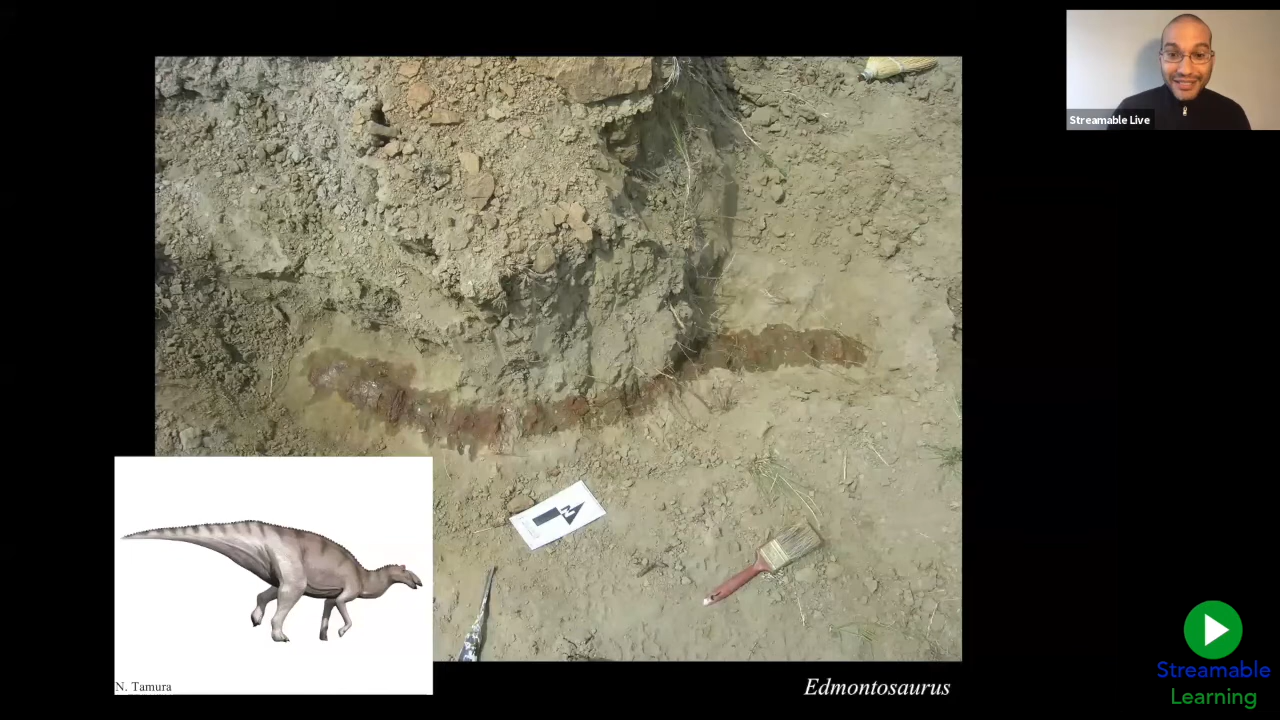 Streamable Live
N
N. Tamura
Edmontosaurus
Streamable
Learning